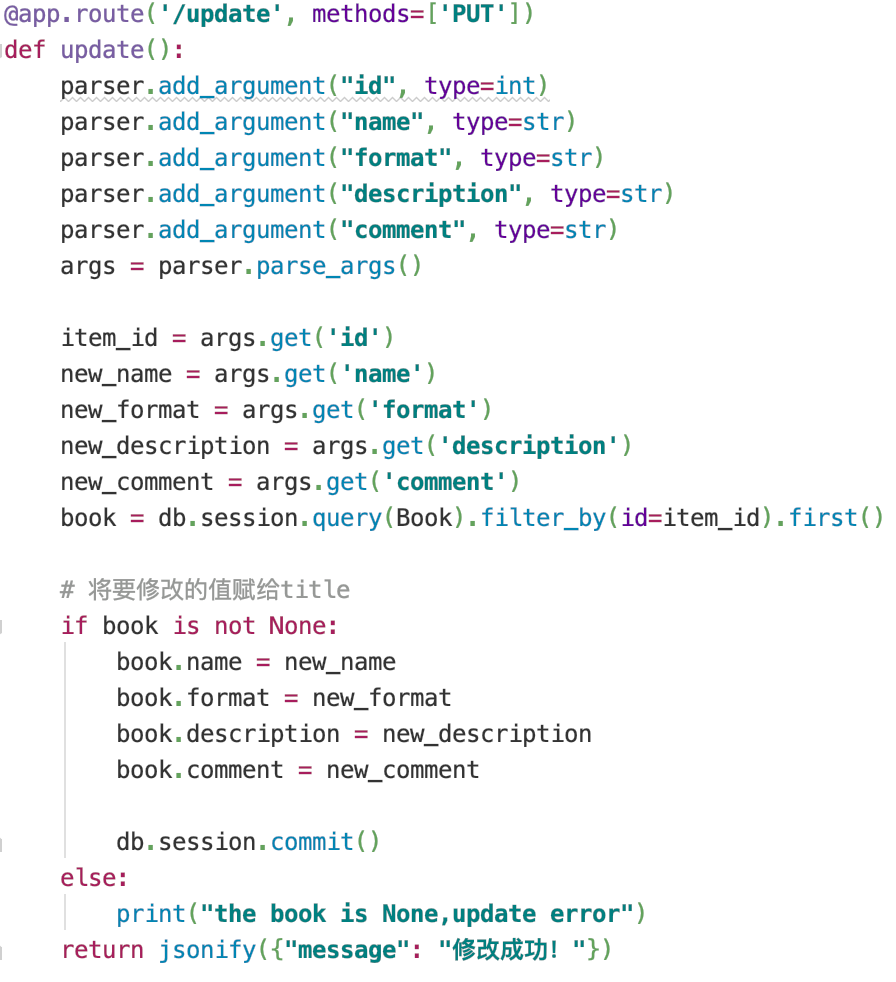 @app.route('/update', methods=['PUT'])
def update():
    parser.add_argument("id", type=int)
    parser.add_argument("name", type=str)
    parser.add_argument("format", type=str)
    parser.add_argument("description", type=str)
    parser.add_argument("comment", type=str)
    args = parser.parse_args()

    item_id = args.get('id')
    new_name = args.get('name')
    new_format = args.get('format')
    new_description = args.get('description')
    new_comment = args.get('comment')
    book = db.session.query(Book).filter_by(id=item_id).first()

    # 将要修改的值赋给title
    if book is not None:
        book.name = new_name
        book.format = new_format
        book.description = new_description
        book.comment = new_comment

        db.session.commit()
    else:
        print("the book is None,update error")
    return jsonify({"message": "修改成功！"})